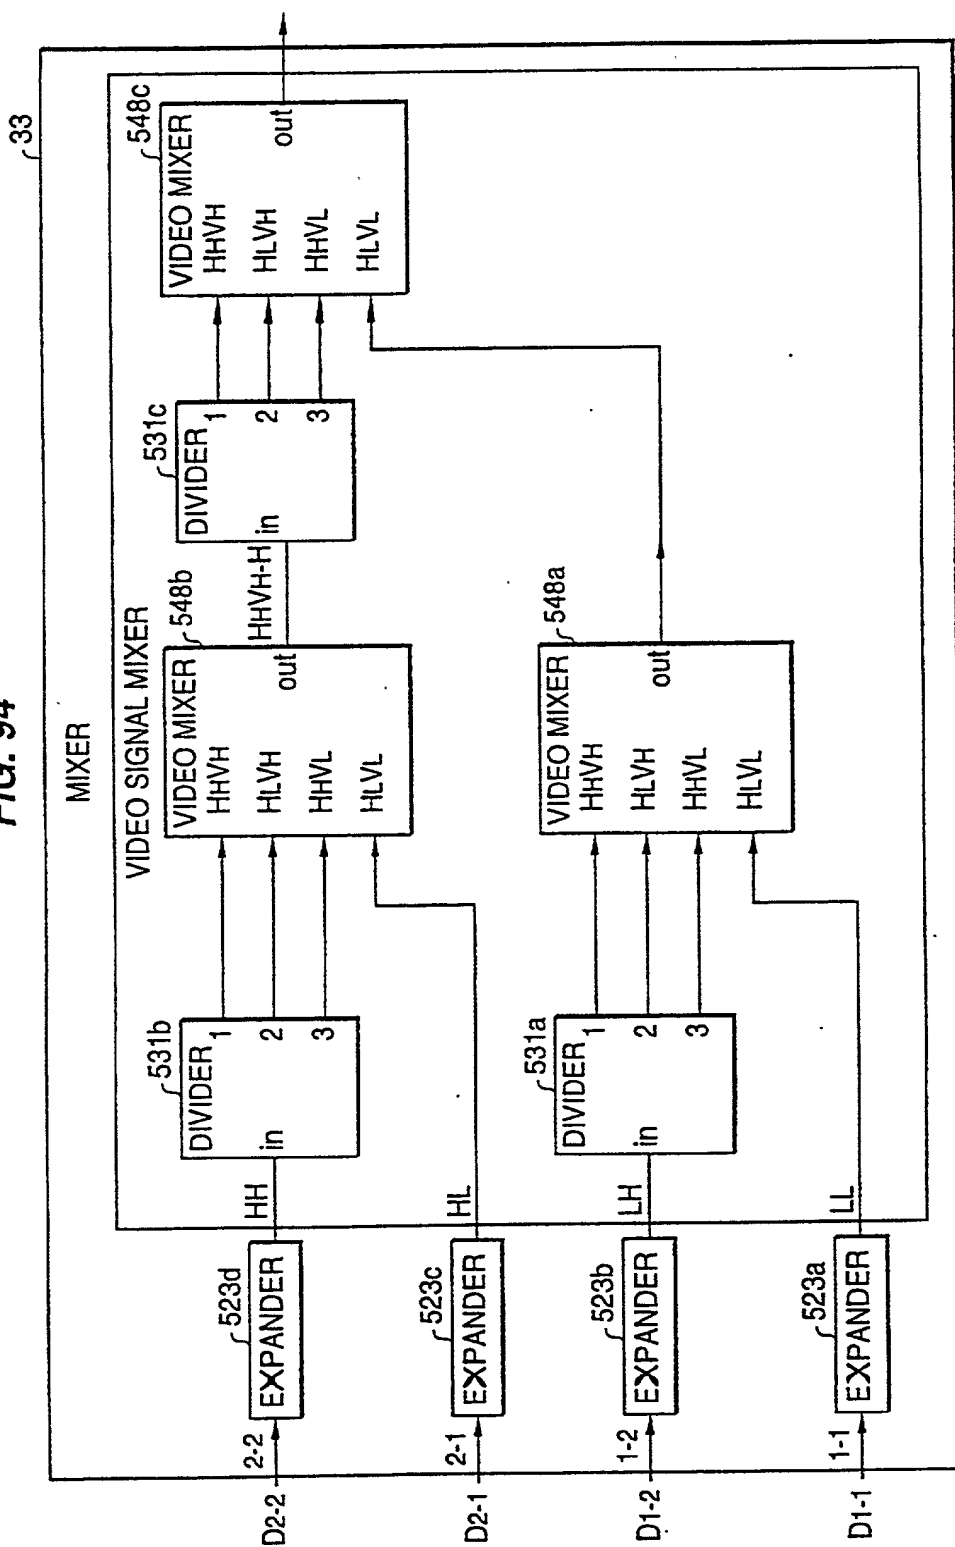 FIG. 94
33
MIXER
VIDEO SIGNAL MIXER
D2-2
2-2
EXPANDER
523d
HH
DIVIDER
531b
in
1
2
3
VIDEO MIXER
548b
HHVH
HLVH
HHVL
HLVL
out
HHVH-H
DIVIDER
531c
in
1
2
3
VIDEO MIXER
548c
HHVH
HLVH
HHVL
HLVL
out
D2-1
2-1
EXPANDER
523c
HL
D1-2
1-2
EXPANDER
523b
LH
DIVIDER
531a
in
1
2
3
VIDEO MIXER
548a
HHVH
HLVH
HHVL
HLVL
out
D1-1
1-1
EXPANDER
523a
LL